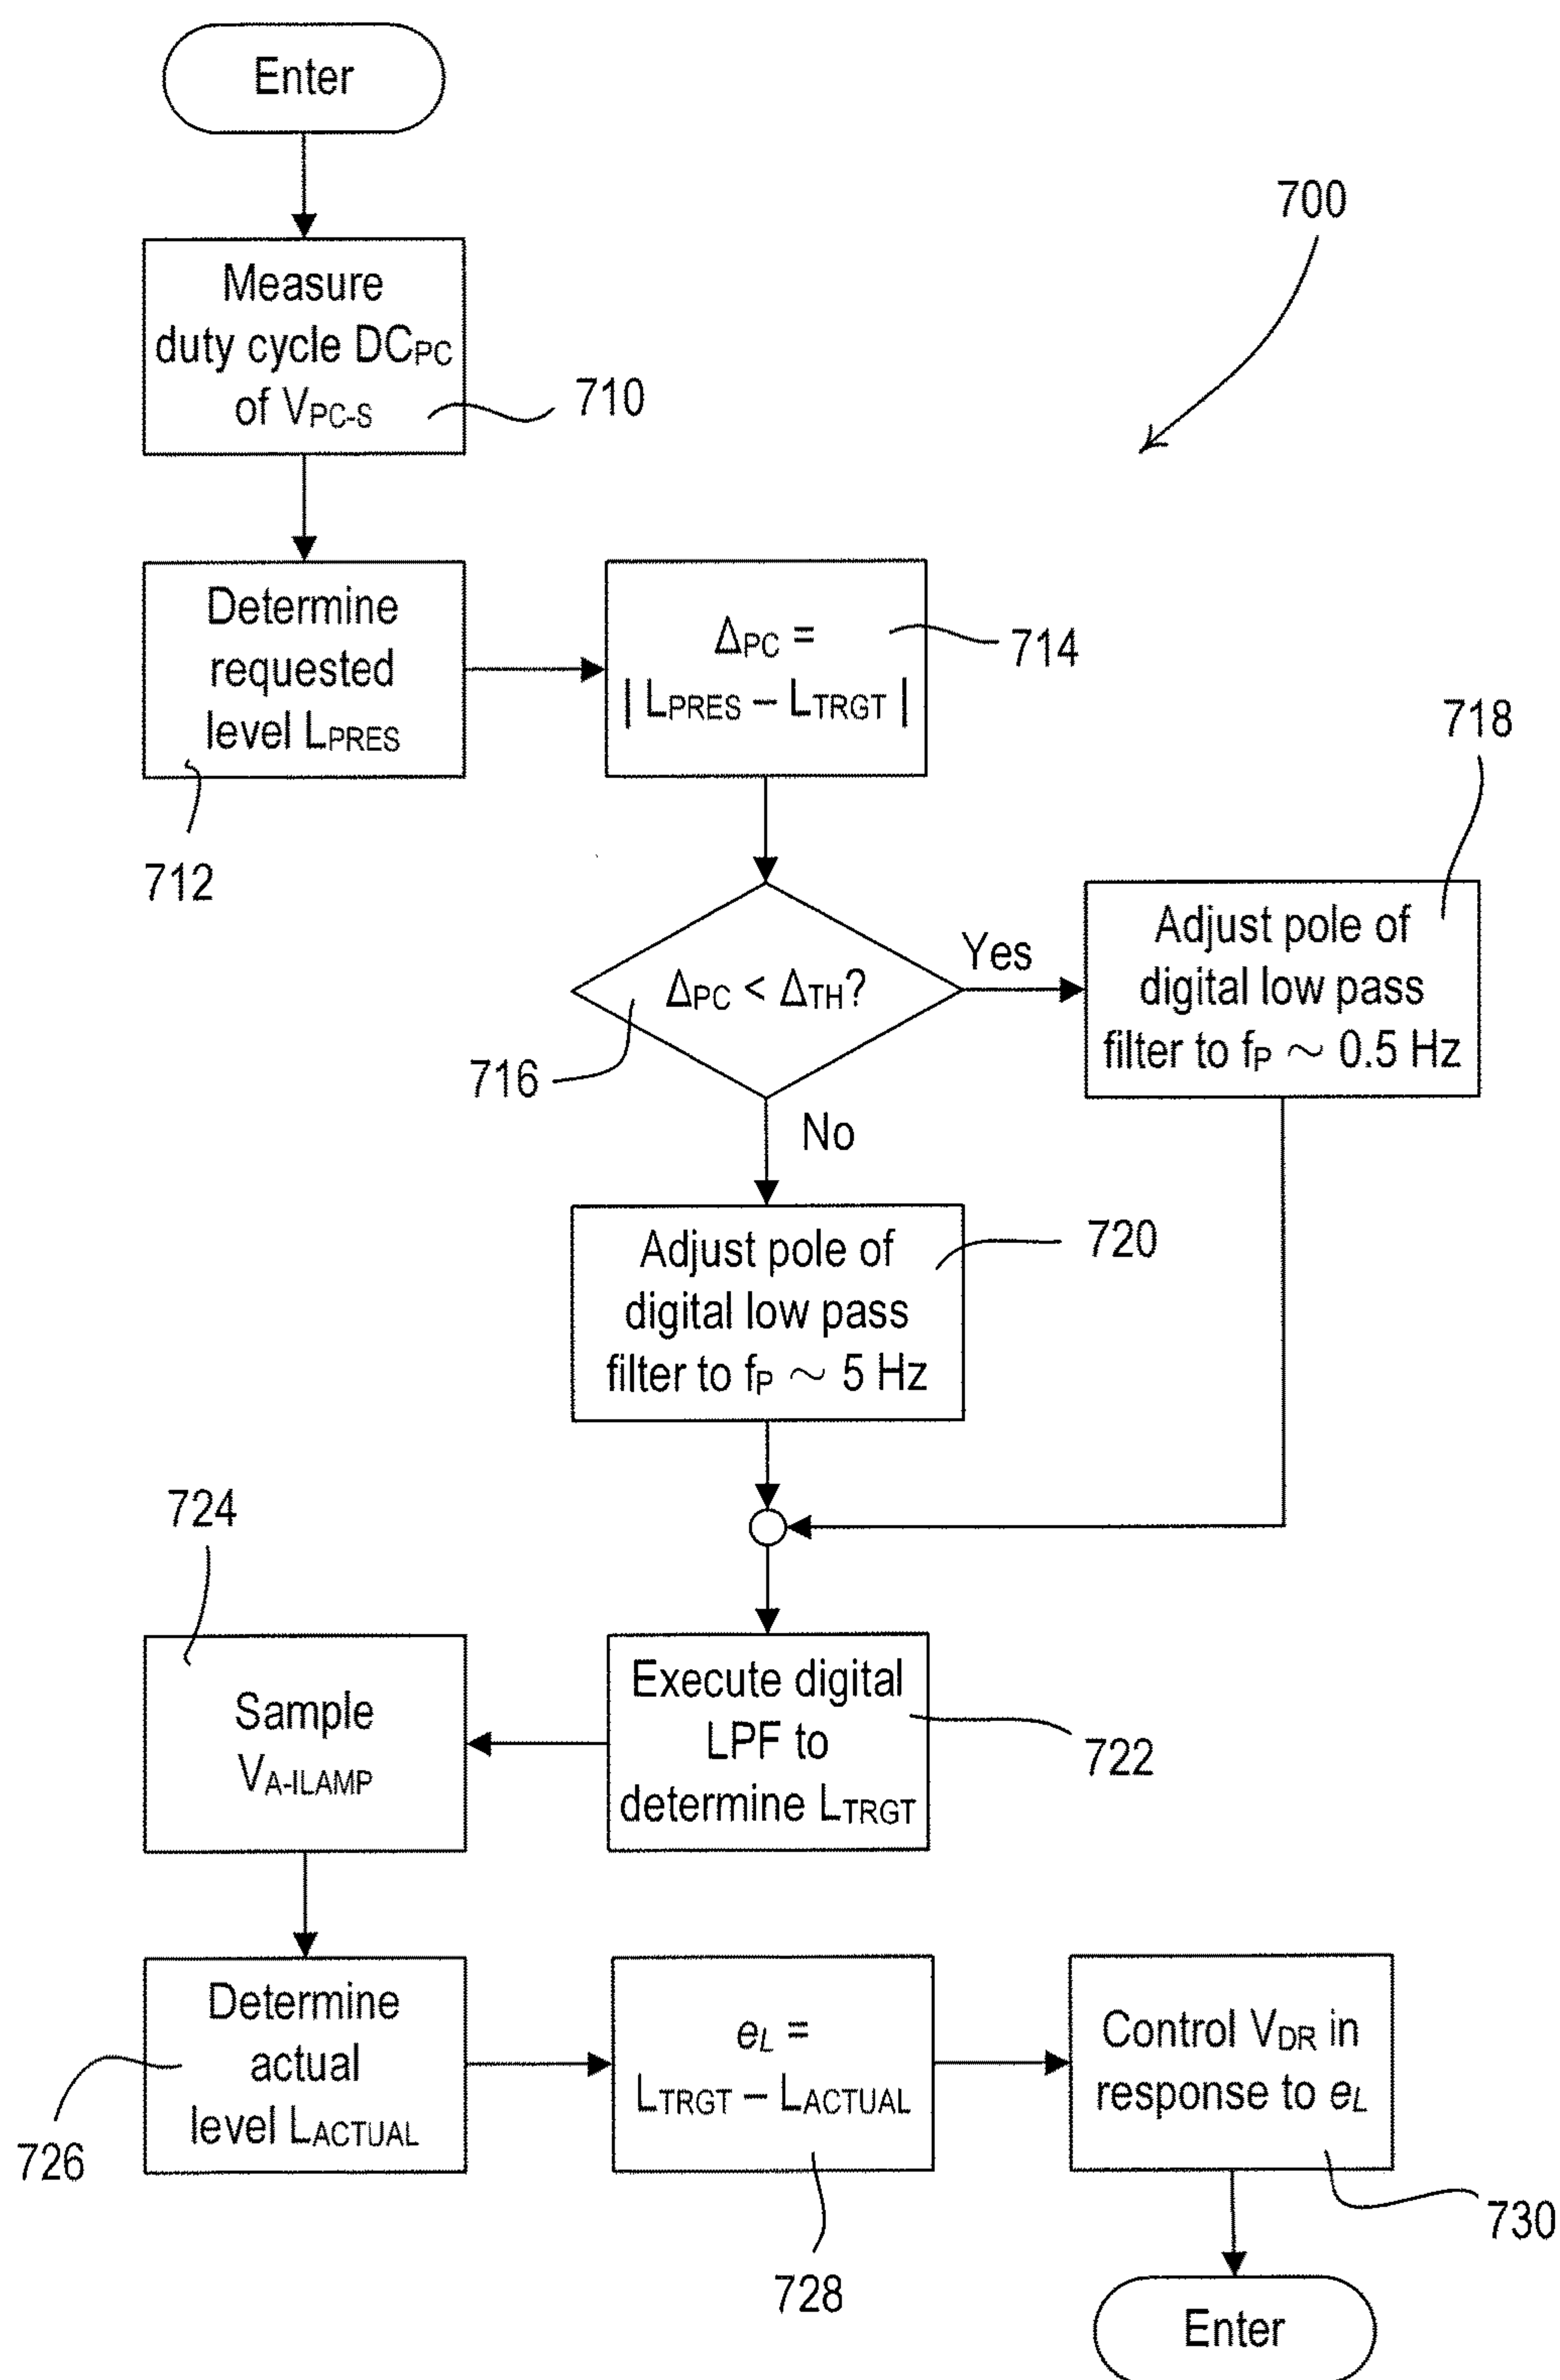 Enter
700
Measure
duty cycle DCPC
of VPC-S
710
Determine
requested
level LPRES
712
ΔPC =
| LPRES – LTRGT |
714
718
ΔPC < ΔTH?
716
Yes
No
Adjust pole of
digital low pass
filter to fP ~ 0.5 Hz
Adjust pole of
digital low pass
filter to fP ~ 5 Hz
720
724
Execute digital
LPF to
determine LTRGT
722
Sample
VA-ILAMP
Determine
actual
level LACTUAL
726
eL =
LTRGT – LACTUAL
728
Control VDR in
response to eL
730
Enter